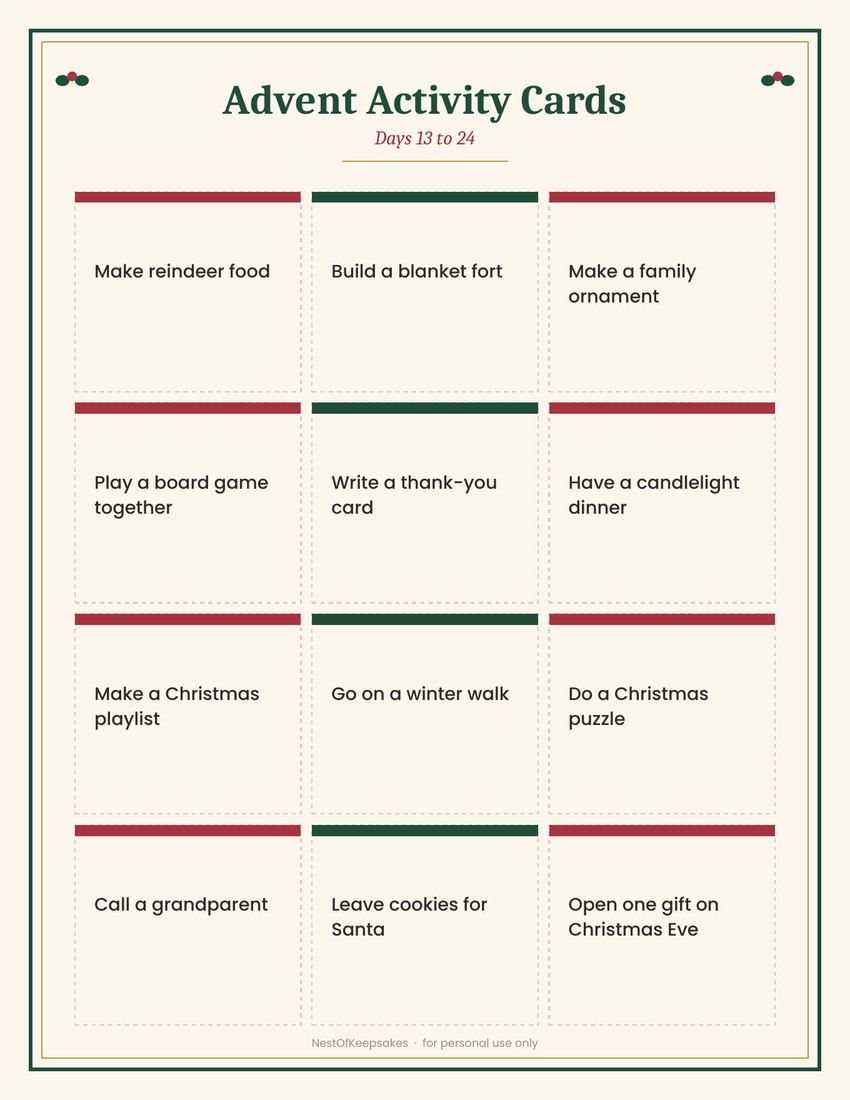 Advent Activity Cards
Days 13 to 24
Make reindeer food
Build a blanket fort
Make a family
ornament
Play a board game
together
Write a thank-you
card
Have a candlelight
dinner
Make a Christmas
playlist
Go on a winter walk
Do a Christmas
puzzle
Call a grandparent
Leave cookies for
Santa
Open one gift on
Christmas Eve
NestOfKeepsakes · for personal use only